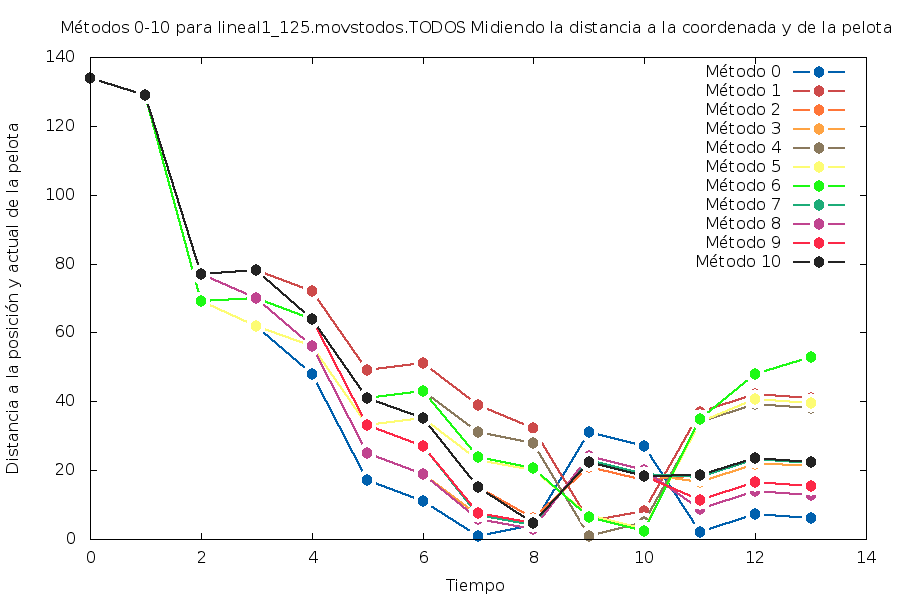 Métodos 0-10 para lineal1_125.movstodos.TODOS Midiendo la distancia a la coordenada y de la pelota
Distancia a la posición y actual de la pelota
140
120
100
80
60
40
20
0
Método 0
Método 1
Método 2
Método 3
Método 4
Método 5
Método 6
Método 7
Método 8
Método 9
Método 10
0 2 4 6 8 10 12 14
Tiempo